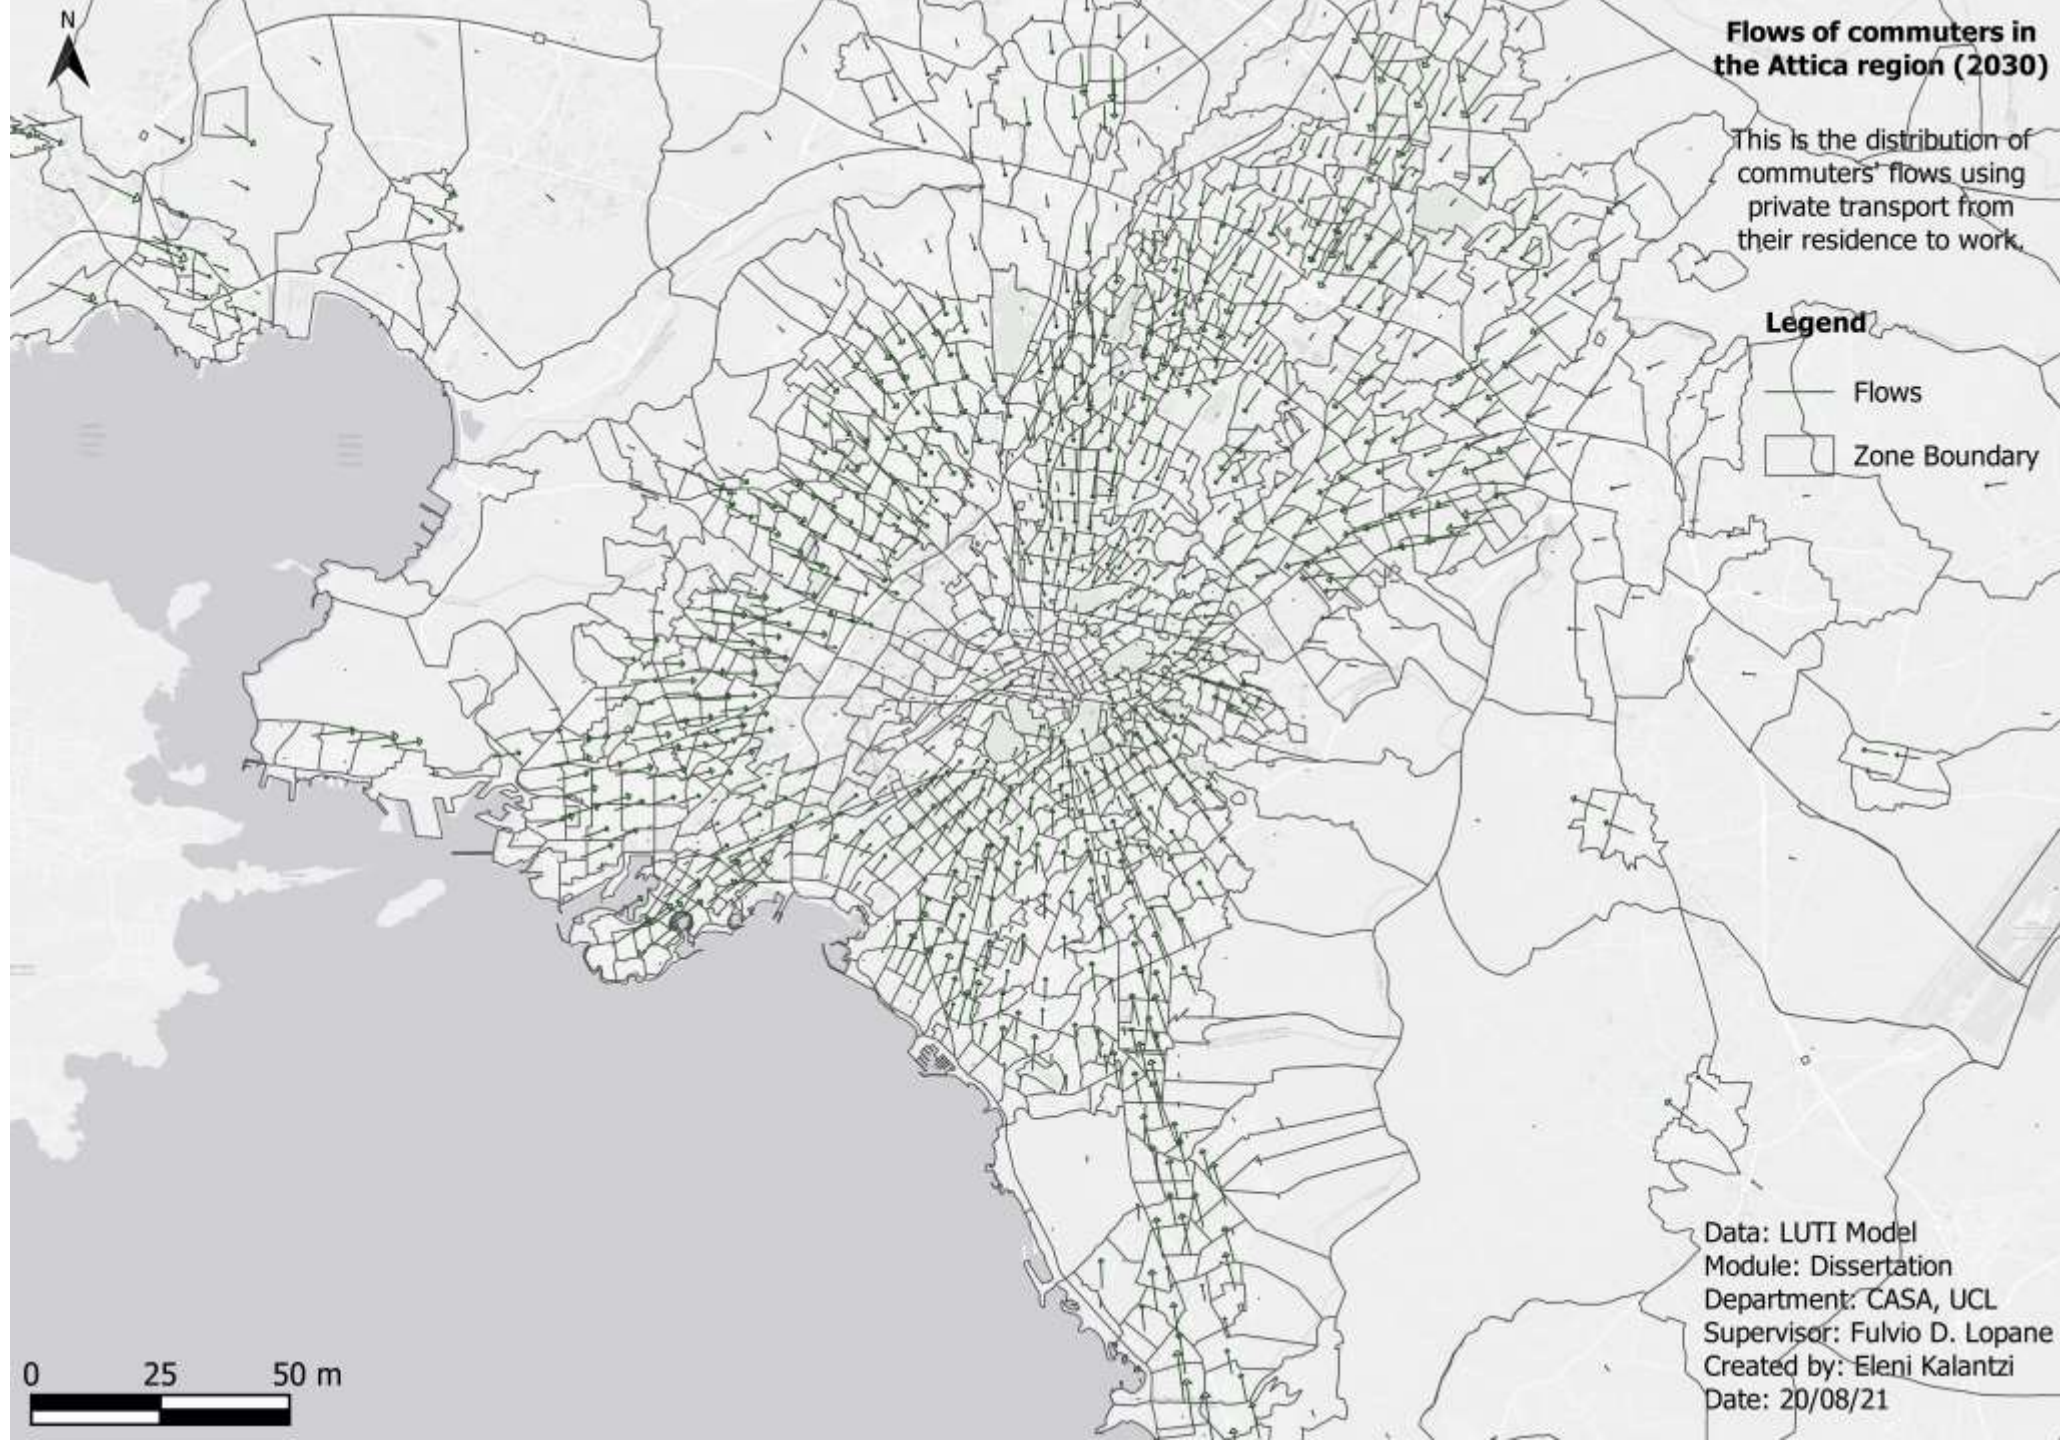 N
Flows of commuters in
the Attica region (2030)
This is the distribution of
commuters' flows using
private transport from
their residence to work.
Legend
Flows
Zone Boundary
Data: LUTI Model
Module: Dissertation
Department: CASA, UCL
Supervisor: Fulvio D. Lopane
Created by: Eleni Kalantzi
Date: 20/08/21
0 25 50 m